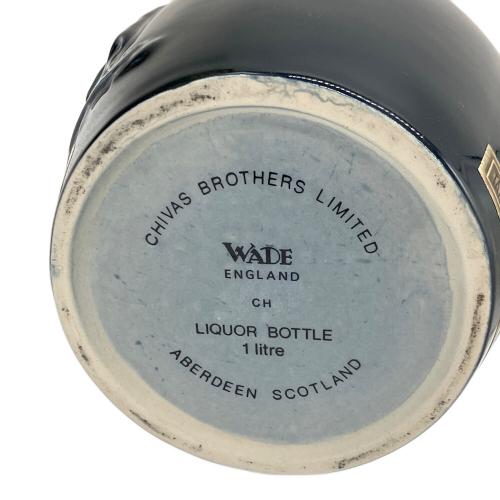 CHIVAS BROTHERS LIMITED
WADE
ENGLAND
CH
LIQUOR BOTTLE
1 litre
ABERDEEN SCOTLAND